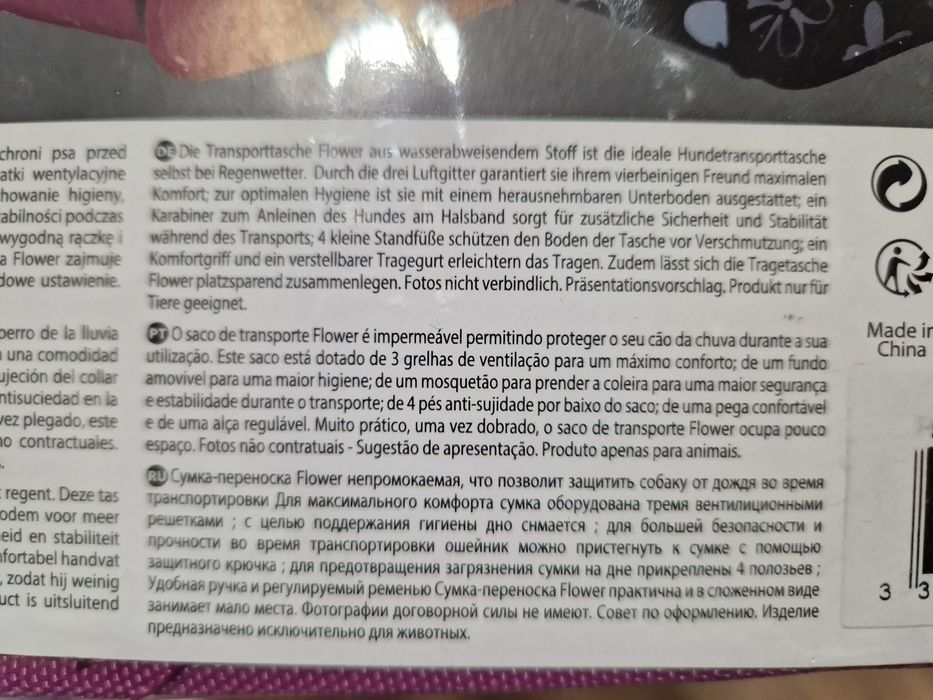 chroni psa przed
atki wentylacyjne
howanie higieny,
abilności podczas
wygodną rączkę i
a Flower zajmuje
dowe ustawienie.
perro de la lluvia
una comodidad
ujeción del collar
ntisuciedad en la
vez plegado, este
no contractuales.
regent. Deze tas
odem voor meer
heid en stabiliteit
nfortabel handvat
, zodat hij weinig
uct is uitsluitend
DE Die Transporttasche Flower aus wasserabweisendem Stoff ist die ideale Hundetransporttasche
selbst bei Regenwetter. Durch die drei Luftgitter garantiert sie ihrem vierbeinigen Freund maximalen
Komfort; zur optimalen Hygiene ist sie mit einem herausnehmbaren Unterboden ausgestattet; ein
Karabiner zum Anleinen des Hundes am Halsband sorgt für zusätzliche Sicherheit und Stabilität
während des Transports; 4 kleine Standfüße schützen den Boden der Tasche vor Verschmutzung; ein
Komfortgriff und ein verstellbarer Tragegurt erleichtern das Tragen. Zudem lässt sich die Tragetasche
Flower platzsparend zusammenlegen. Fotos nicht verbindlich. Präsentationsvorschlag. Produkt nur für
Tiere geeignet.
PT O saco de transporte Flower é impermeável permitindo proteger o seu cão da chuva durante a sua
utilização. Este saco está dotado de 3 grelhas de ventilação para um máximo conforto; de um fundo
amovível para uma maior higiene; de um mosquetão para prender a coleira para uma maior segurança
e estabilidade durante o transporte; de 4 pés anti-sujidade por baixo do saco; de uma pega confortável
e de uma alça regulável. Muito prático, uma vez dobrado, o saco de transporte Flower ocupa pouco
espaço. Fotos não contratuais - Sugestão de apresentação. Produto apenas para animais.
RU Сумка-переноска Flower непромокаемая, что позволит защитить собаку от дождя во время
транспортировки Для максимального комфорта сумка оборудована тремя вентиляционными
решетками ; с целью поддержания гигиены дно снмается ; для большей безопасности и
прочности во время транспортировки ошейник можно пристегнуть к сумке с помощью
защитного крючка ; для предотвращения загрязнения сумки на дне прикреплены 4 полозьев ;
Удобная ручка и регулируемый ременью Сумка-переноска Flower практична и в сложенном виде
занимает мало места. Фотографии договорной силы не имеют. Совет по оформлению. Изделие
предназначено исключительно для животных.
Made in
China
3 3